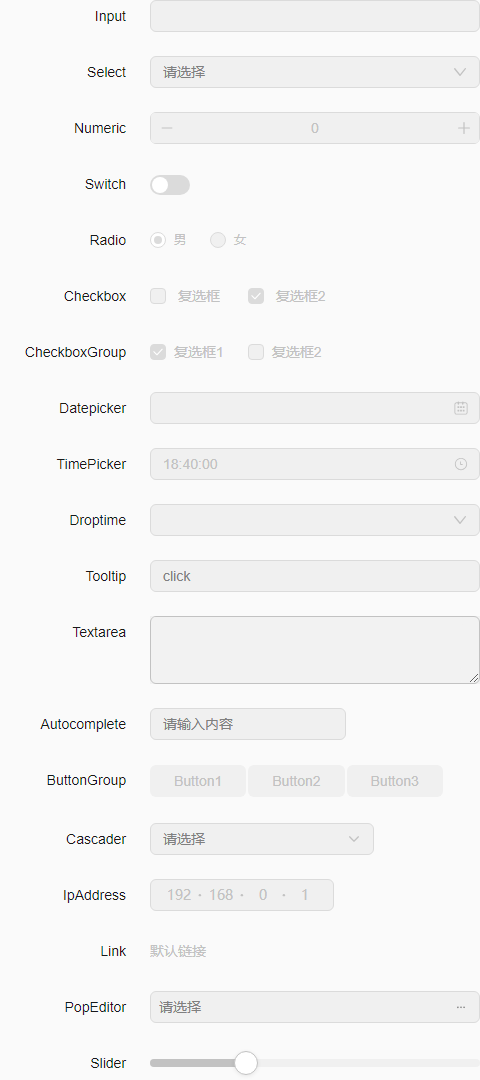 Input
Select 请选择
Numeric 0
Switch
Radio 男 女
Checkbox 复选框 复选框2
CheckboxGroup 复选框1 复选框2
Datepicker
TimePicker 18:40:00
Droptime
Tooltip click
Textarea
Autocomplete 请输入内容
ButtonGroup Button1 Button2 Button3
Cascader 请选择
IpAddress 192 · 168 · 0 · 1
Link 默认链接
PopEditor 请选择 ···
Slider